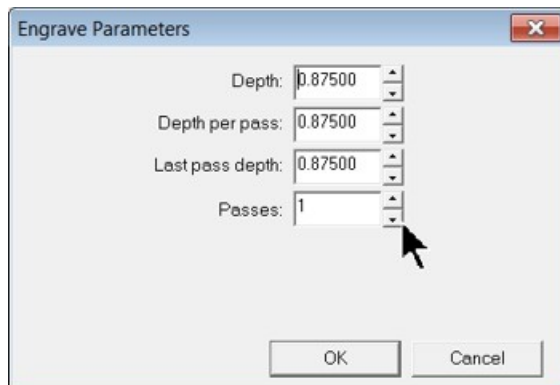 Engrave Parameters
Depth: 0.87500
Depth per pass: 0.87500
Last pass depth: 0.87500
Passes: 1
OK Cancel